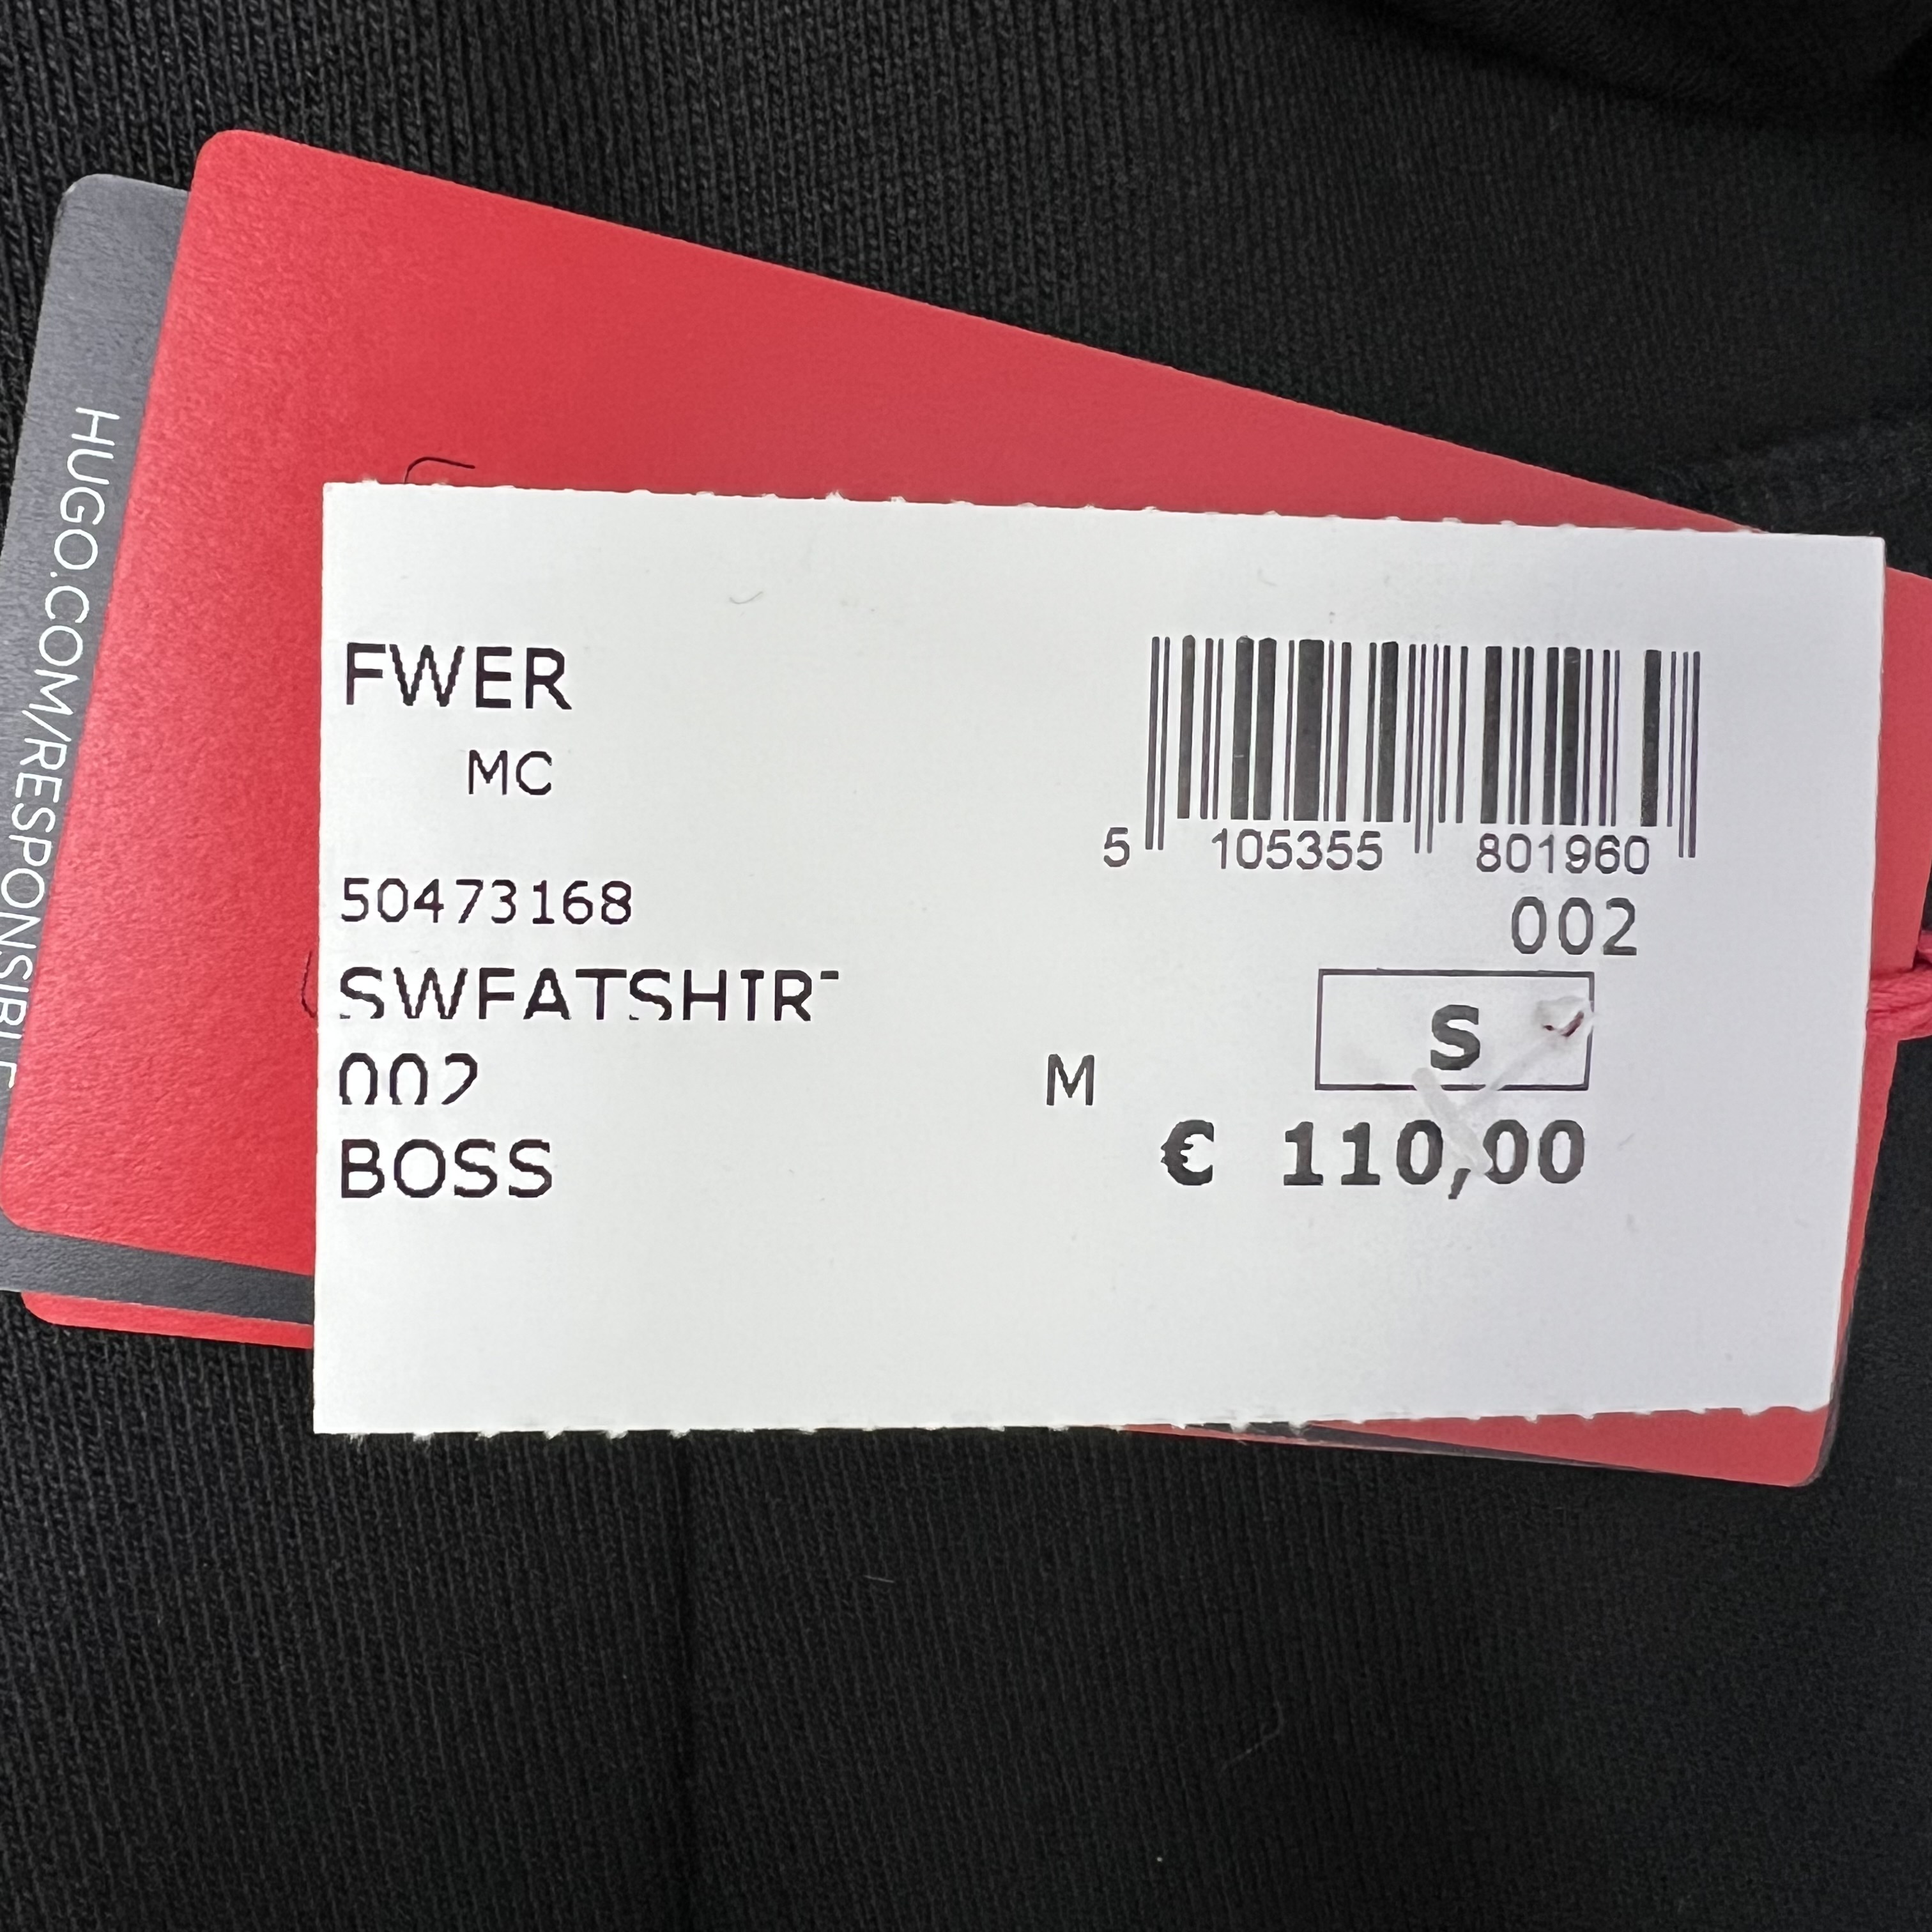 HUGO.COM/RESPONSIBLE
FWER
MC
50473168
SWEATSHIRT
002
BOSS
5 105355 801960
002
S
M
€ 110,00